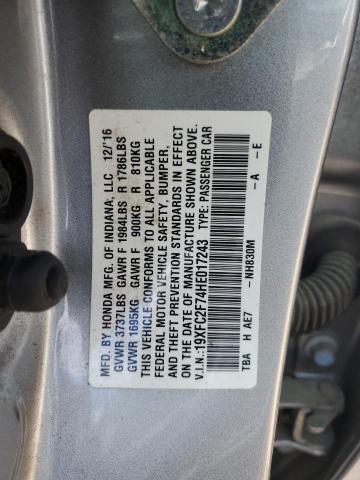 MFD. BY HONDA MFG. OF INDIANA, LLC 12/'16
GVWR 3737LBS GAWR F 1984LBS R 1786LBS
GVWR 1695KG GAWR F 900KG R 810KG
THIS VEHICLE CONFORMS TO ALL APPLICABLE
FEDERAL MOTOR VEHICLE SAFETY, BUMPER,
AND THEFT PREVENTION STANDARDS IN EFFECT
ON THE DATE OF MANUFACTURE SHOWN ABOVE.
V.I.N.:19XFC2F74HE017243 TYPE: PASSENGER CAR
TBA H AE7 -NH830M -A -E